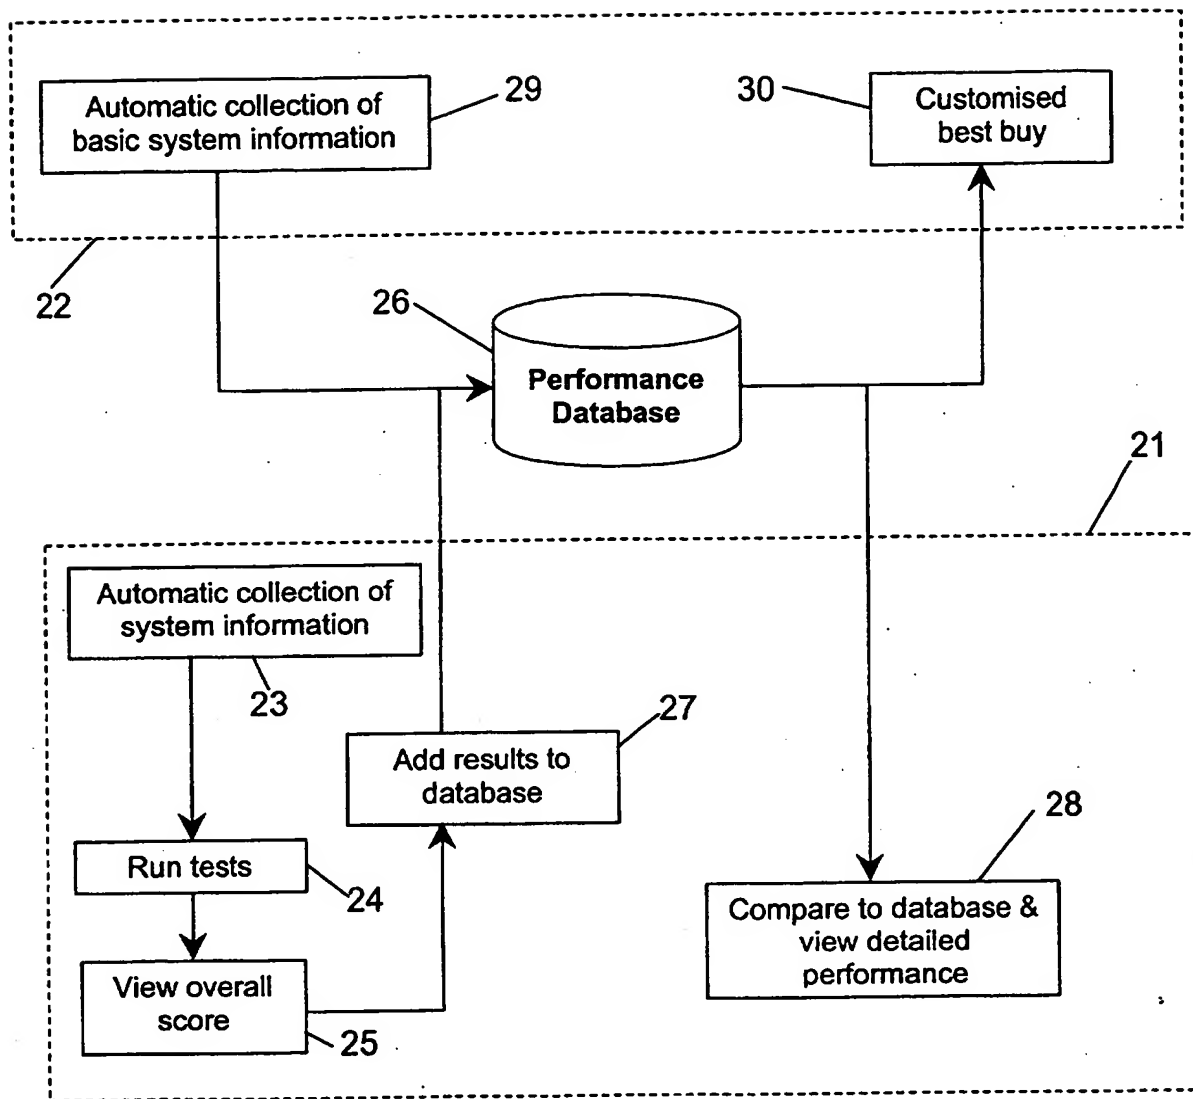 Automatic collection of
basic system information
29
30
Customised
best buy
22
26
Performance
Database
21
Automatic collection of
system information
23
27
Add results to
database
Run tests
24
28
Compare to database &
view detailed
performance
View overall
score
25